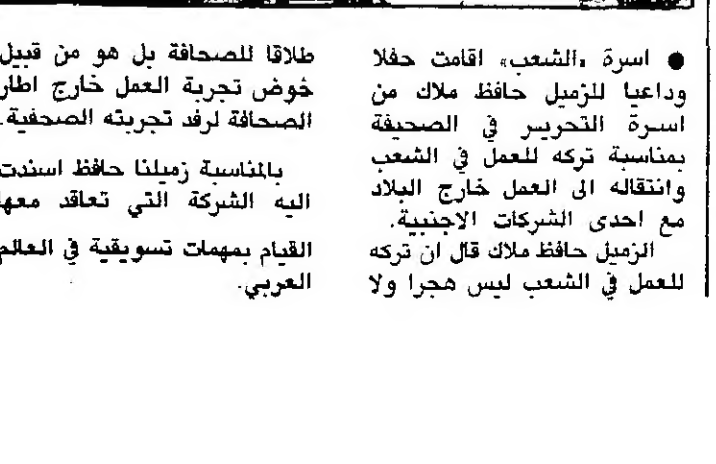 ● اسرة «الشعب» اقامت حفلا
وداعيا للزميل حافظ ملاك من
اسرة التحرير في الصحيفة
بمناسبة تركه للعمل في الشعب
وانتقاله الى العمل خارج البلاد
مع احدى الشركات الاجنبية.
الزميل حافظ ملاك قال ان تركه
للعمل في الشعب ليس هجرا ولا
طلاقا للصحافة بل هو من قبيل
خوض تجربة العمل خارج اطار
الصحافة لرفد تجربته الصحفية.
بالمناسبة زميلنا حافظ اسندت
اليه الشركة التي تعاقد معها
القيام بمهمات تسويقية في العالم
العربي.